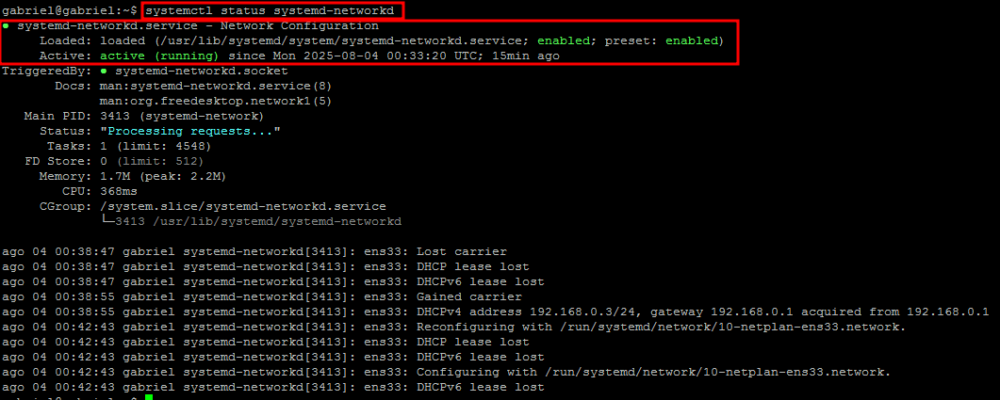 gabriel@gabriel:~$ systemctl status systemd-networkd
● systemd-networkd.service - Network Configuration
Loaded: loaded (/usr/lib/systemd/system/systemd-networkd.service; enabled; preset: enabled)
Active: active (running) since Mon 2025-08-04 00:33:20 UTC; 15min ago
TriggeredBy: ● systemd-networkd.socket
Docs: man:systemd-networkd.service(8)
man:org.freedesktop.network1(5)
Main PID: 3413 (systemd-network)
Status: "Processing requests..."
Tasks: 1 (limit: 4548)
FD Store: 0 (limit: 512)
Memory: 1.7M (peak: 2.2M)
CPU: 368ms
CGroup: /system.slice/systemd-networkd.service
└─3413 /usr/lib/systemd/systemd-networkd
ago 04 00:38:47 gabriel systemd-networkd[3413]: ens33: Lost carrier
ago 04 00:38:47 gabriel systemd-networkd[3413]: ens33: DHCP lease lost
ago 04 00:38:47 gabriel systemd-networkd[3413]: ens33: DHCPv6 lease lost
ago 04 00:38:55 gabriel systemd-networkd[3413]: ens33: Gained carrier
ago 04 00:38:55 gabriel systemd-networkd[3413]: ens33: DHCPv4 address 192.168.0.3/24, gateway 192.168.0.1 acquired from 192.168.0.1
ago 04 00:42:43 gabriel systemd-networkd[3413]: ens33: Reconfiguring with /run/systemd/network/10-netplan-ens33.network.
ago 04 00:42:43 gabriel systemd-networkd[3413]: ens33: DHCP lease lost
ago 04 00:42:43 gabriel systemd-networkd[3413]: ens33: DHCPv6 lease lost
ago 04 00:42:43 gabriel systemd-networkd[3413]: ens33: Configuring with /run/systemd/network/10-netplan-ens33.network.
ago 04 00:42:43 gabriel systemd-networkd[3413]: ens33: DHCPv6 lease lost